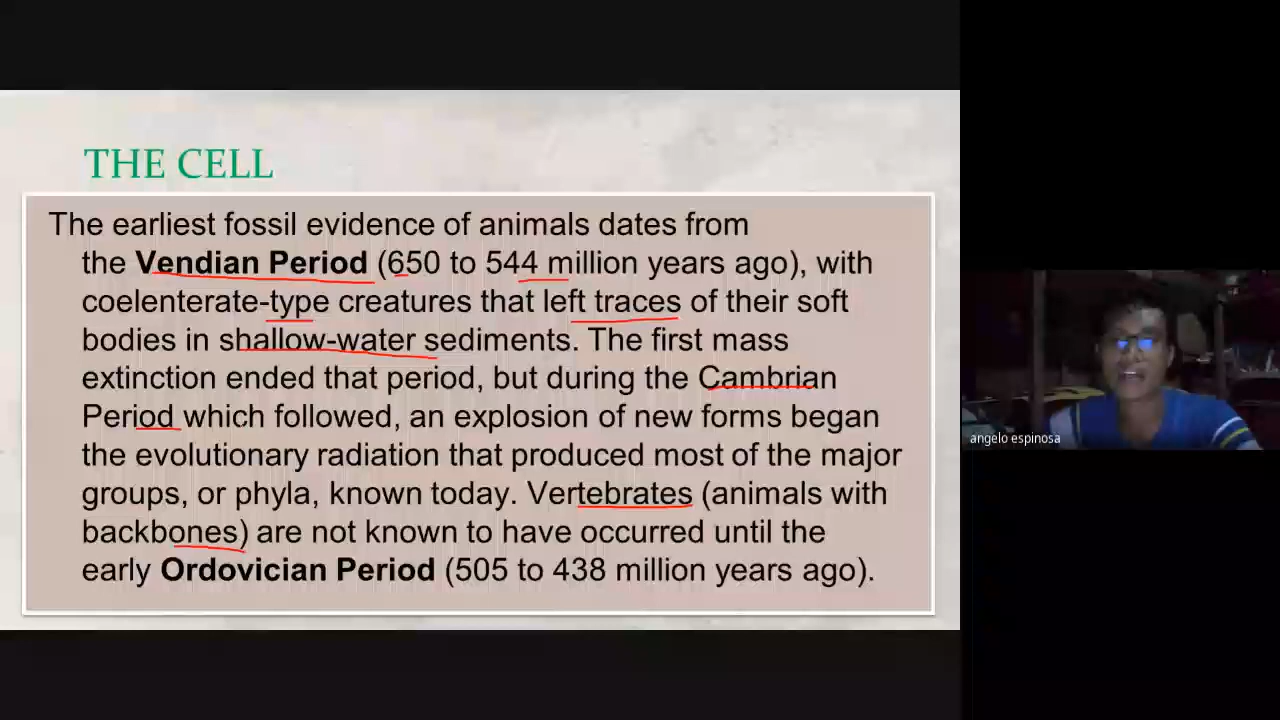 THE CELL
The earliest fossil evidence of animals dates from
the Vendian Period (650 to 544 million years ago), with
coelenterate-type creatures that left traces of their soft
bodies in shallow-water sediments. The first mass
extinction ended that period, but during the Cambrian
Period which followed, an explosion of new forms began
the evolutionary radiation that produced most of the major
groups, or phyla, known today. Vertebrates (animals with
backbones) are not known to have occurred until the
early Ordovician Period (505 to 438 million years ago).
angelo espinosa